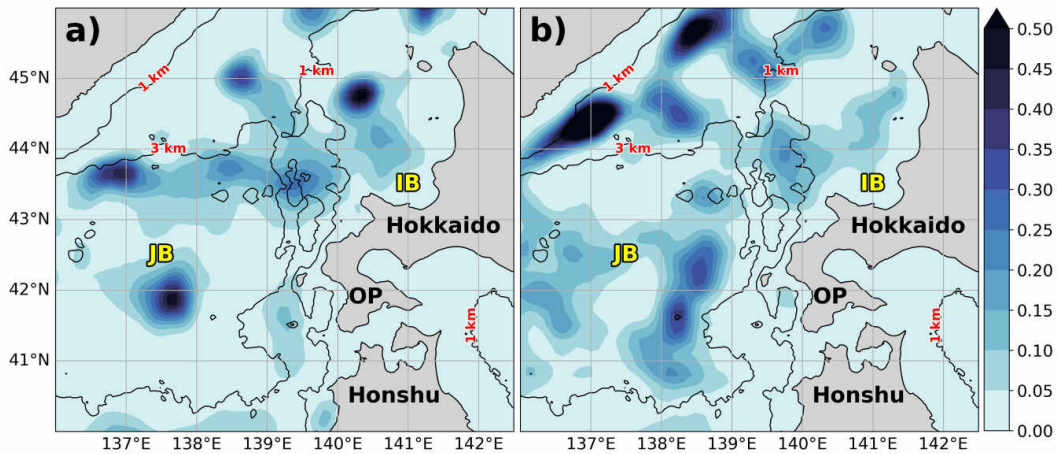 a)
1 km
1 km
3 km
IB
Hokkaido
JB
OP
1 km
Honshu
45°N
44°N
43°N
42°N
41°N
137°E
138°E
139°E
140°E
141°E
142°E
b)
1 km
1 km
3 km
IB
Hokkaido
JB
OP
1 km
Honshu
137°E
138°E
139°E
140°E
141°E
142°E
0.50
0.45
0.40
0.35
0.30
0.25
0.20
0.15
0.10
0.05
0.00